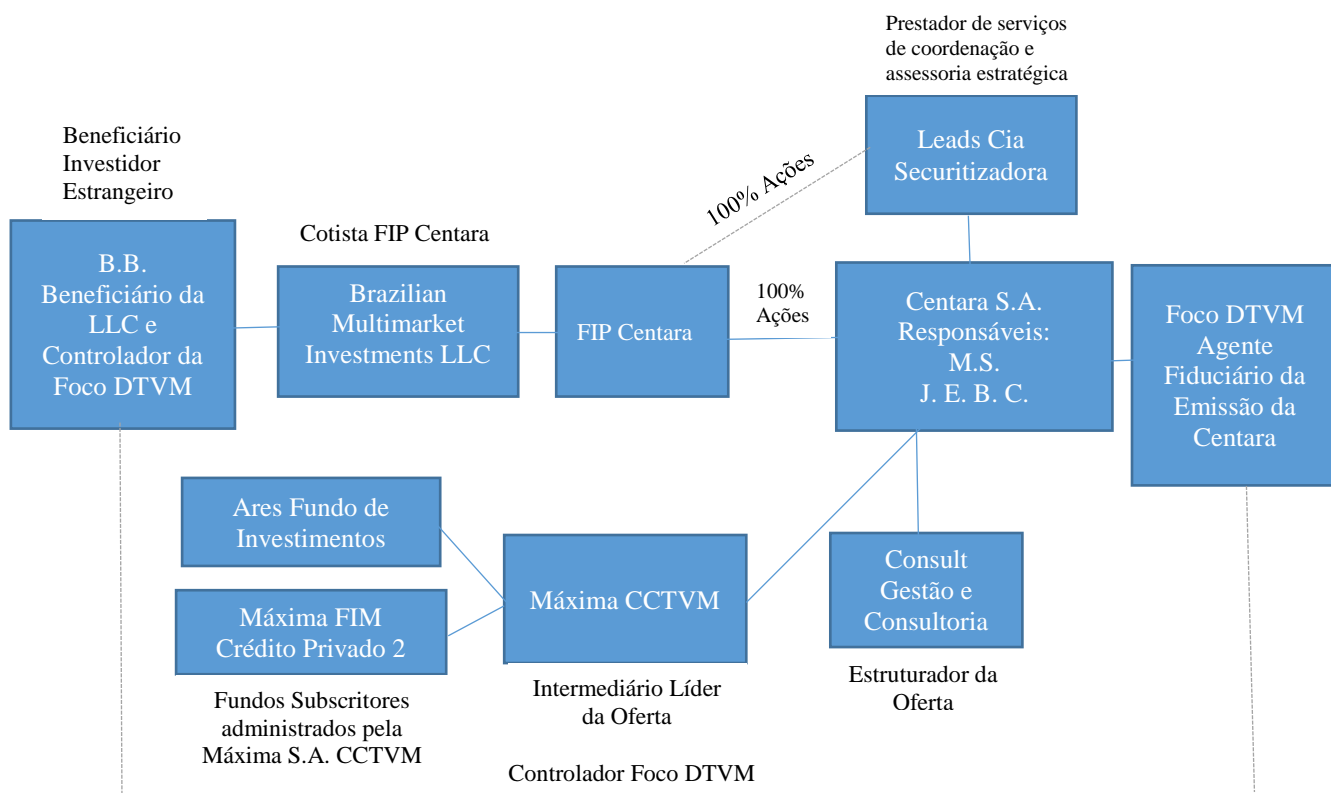 Prestador de serviços
de coordenação e
assessoria estratégica
Leads Cia
Securitizadora
Beneficiário
Investidor
Estrangeiro
100% Ações
Cotista FIP Centara
B.B.
Beneficiário da
LLC e
Controlador da
Foco DTVM
Brazilian
Multimarket
Investments LLC
FIP Centara
100%
Ações
Centara S.A.
Responsáveis:
M.S.
J. E. B. C.
Foco DTVM
Agente
Fiduciário da
Emissão da
Centara
Ares Fundo de
Investimentos
Máxima FIM
Crédito Privado 2
Fundos Subscritores
administrados pela
Máxima S.A. CCTVM
Máxima CCTVM
Intermediário Líder
da Oferta
Consult
Gestão e
Consultoria
Estruturador da
Oferta
Controlador Foco DTVM